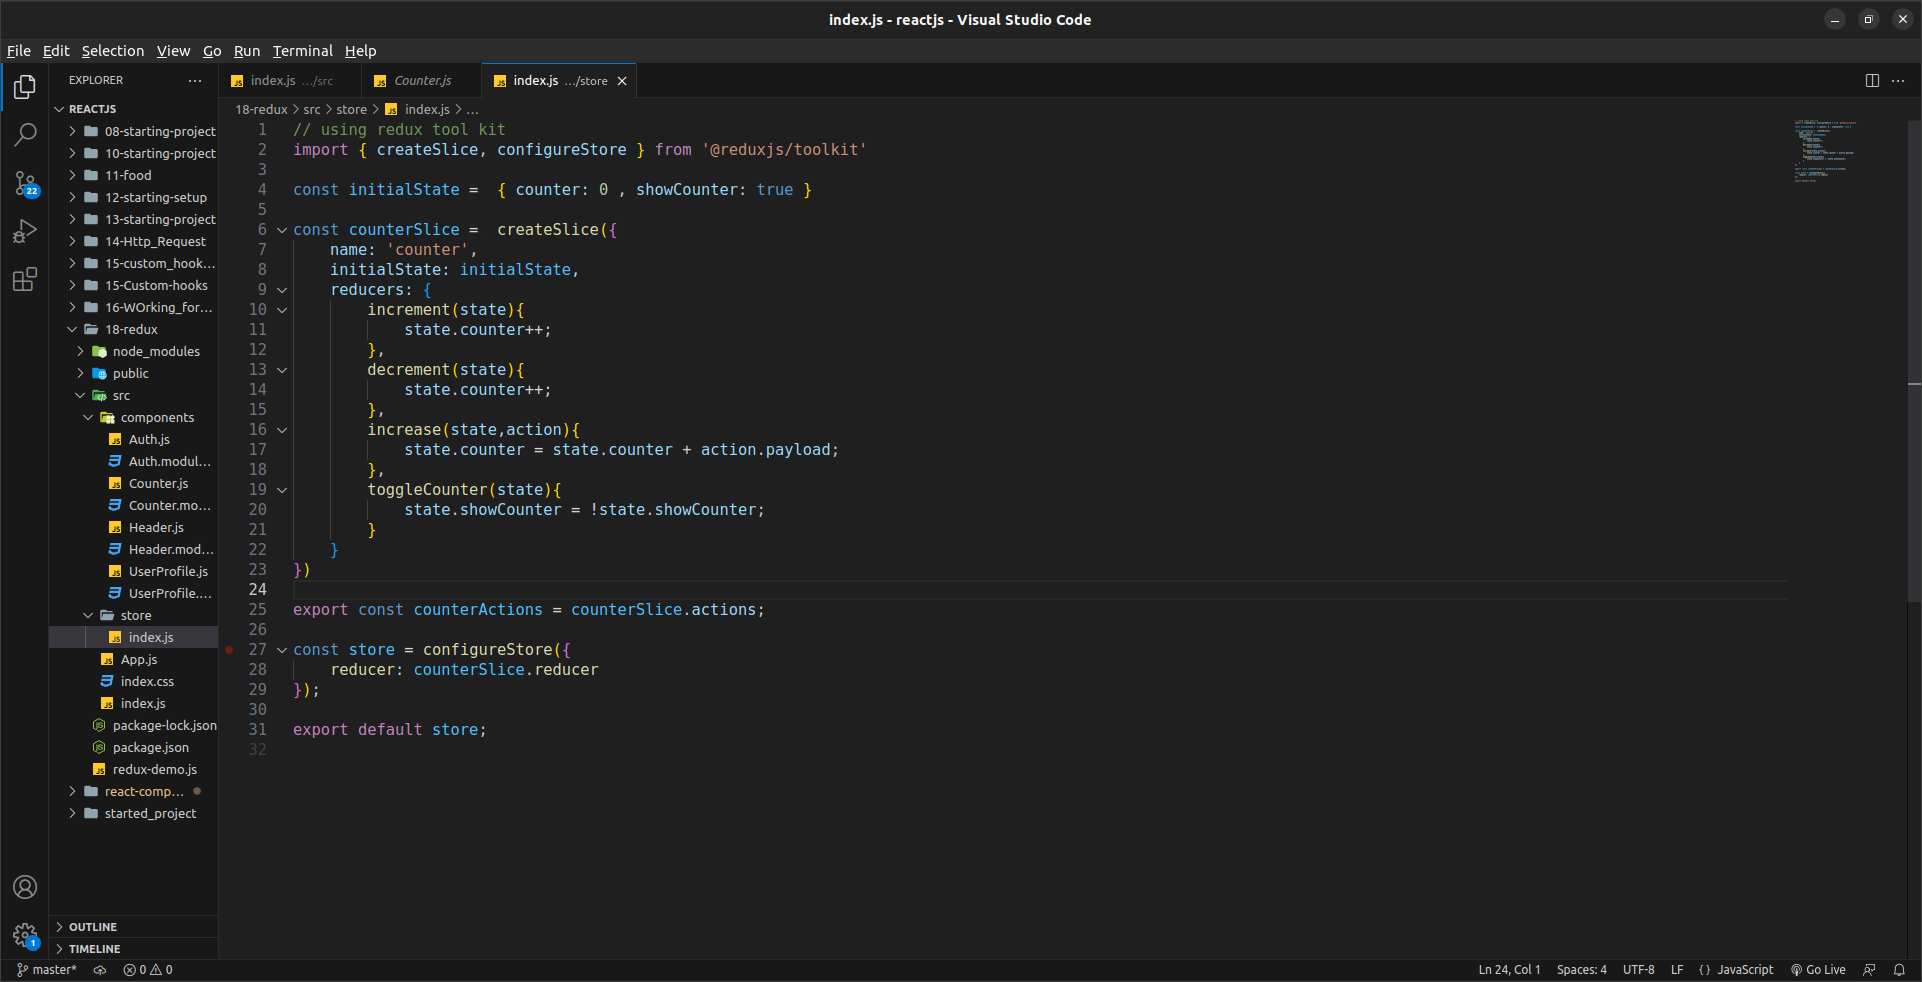 index.js - reactjs - Visual Studio Code
File Edit Selection View Go Run Terminal Help
EXPLORER
REACTJS
08-starting-project
10-starting-project
11-food
12-starting-setup
13-starting-project
14-Http_Request
15-custom_hook...
15-Custom-hooks
16-WOrking_for...
18-redux
node_modules
public
src
components
Auth.js
Auth.modul...
Counter.js
Counter.mo...
Header.js
Header.mod...
UserProfile.js
UserProfile....
store
index.js
App.js
index.css
index.js
package-lock.json
package.json
redux-demo.js
react-comp...
started_project
OUTLINE
TIMELINE
22
1
index.js .../src
Counter.js
index.js .../store
18-redux > src > store > index.js > ...
1 // using redux tool kit
2 import { createSlice, configureStore } from '@reduxjs/toolkit'
3
4 const initialState =  { counter: 0 , showCounter: true }
5
6 const counterSlice =  createSlice({
7     name: 'counter',
8     initialState: initialState,
9     reducers: {
10         increment(state){
11             state.counter++;
12         },
13         decrement(state){
14             state.counter++;
15         },
16         increase(state,action){
17             state.counter = state.counter + action.payload;
18         },
19         toggleCounter(state){
20             state.showCounter = !state.showCounter;
21         }
22     }
23 })
24
25 export const counterActions = counterSlice.actions;
26
27 const store = configureStore({
28     reducer: counterSlice.reducer
29 });
30
31 export default store;
32
master* 0 0 Ln 24, Col 1 Spaces: 4 UTF-8 LF {} JavaScript Go Live